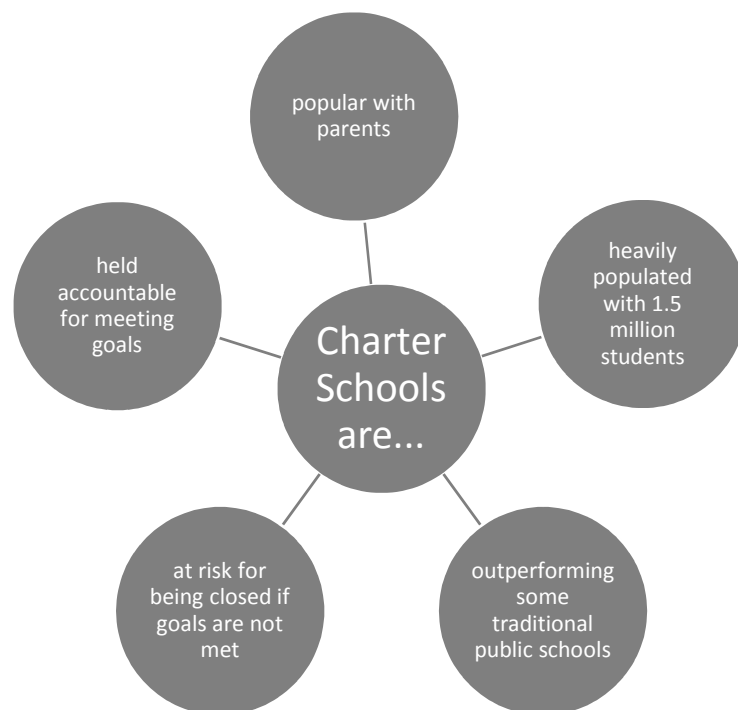 popular with
parents
heavily
populated
with 1.5
million
students
held
accountable
for meeting
goals
Charter
Schools
are...
at risk for
being closed if
goals are not
met
outperforming
some
traditional
public schools